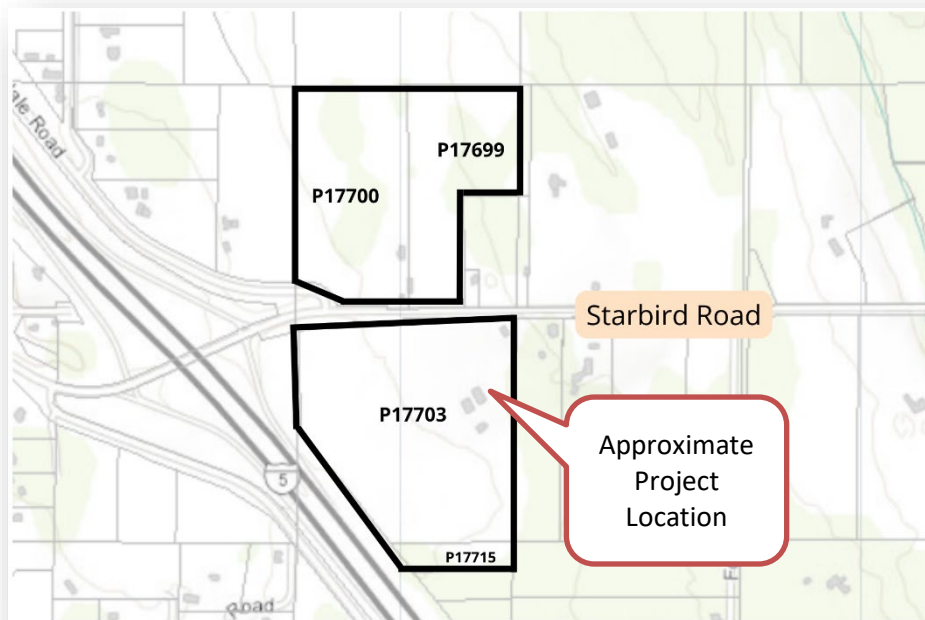 ale Road
P17699
P17700
Starbird Road
P17703
Approximate
Project
Location
5
P17715
Road